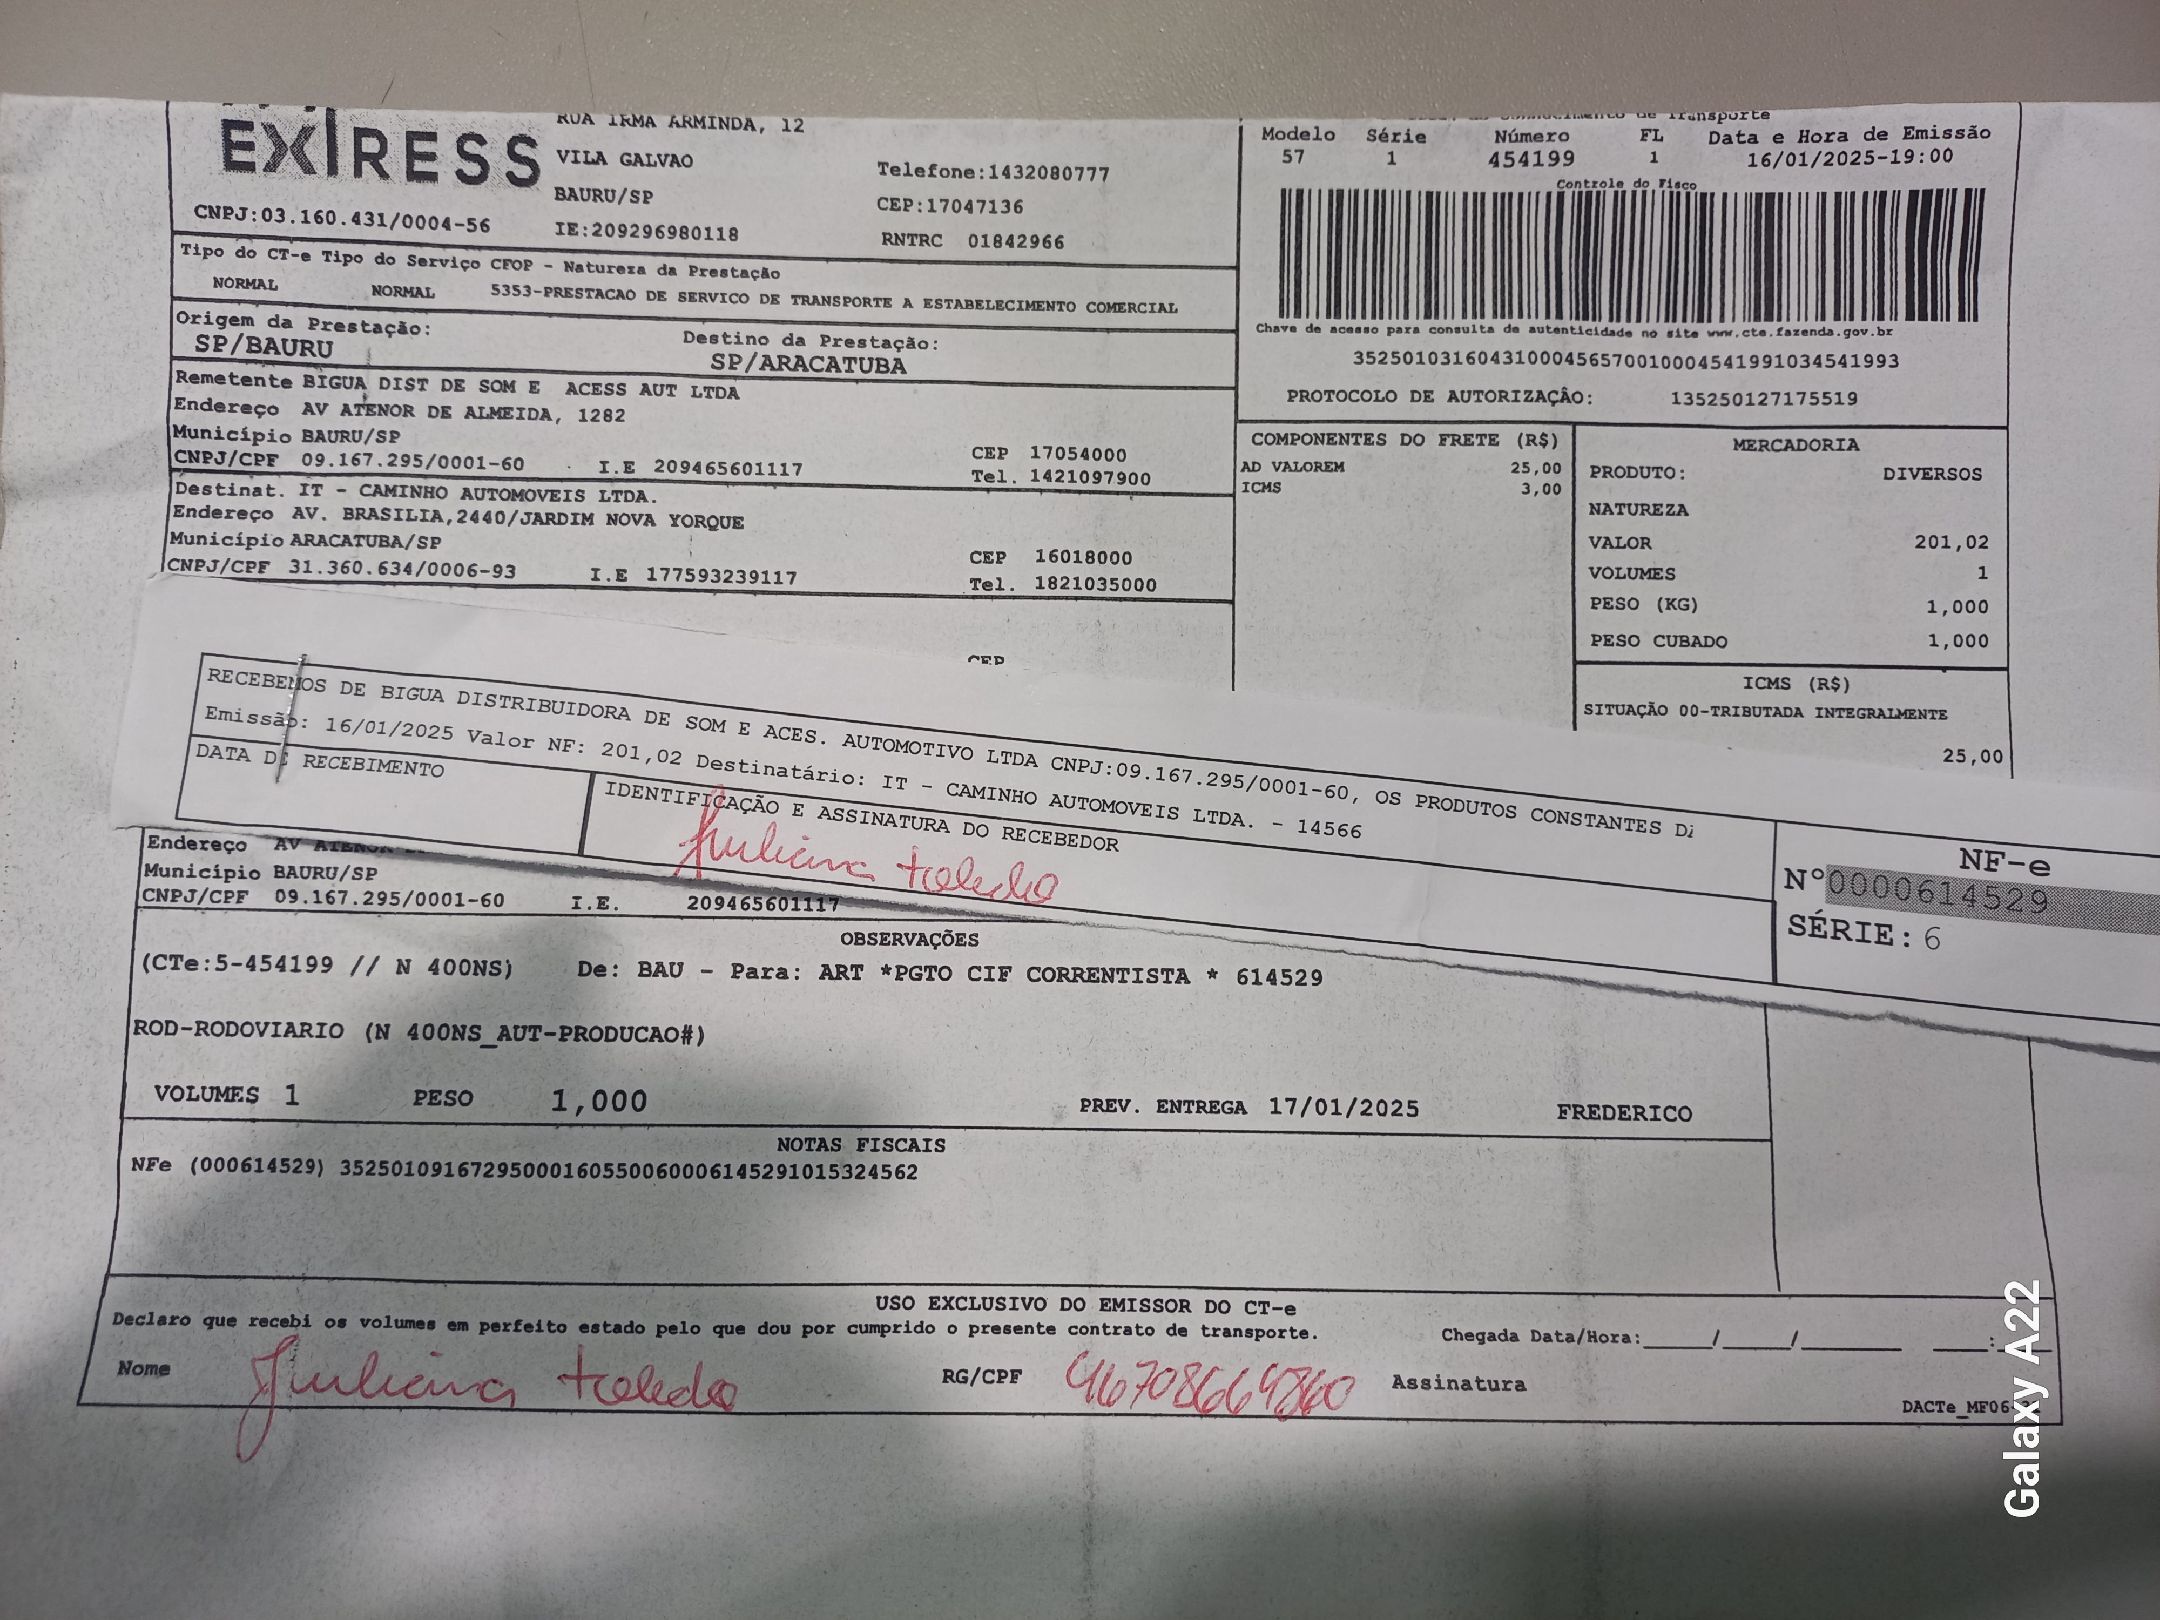 EXPRESS
RUA IRMA ARMINDA, 12
VILA GALVAO
BAURU/SP
CNPJ:03.160.431/0004-56
IE:209296980118
Telefone:1432080777
CEP:17047136
RNTRC 01842966
de Transporte
Modelo Série Número FL Data e Hora de Emissão
57 1 454199 1 16/01/2025-19:00
Controle do Fisco
Chave de acesso para consulta de autenticidade no site www.cte.fazenda.gov.br
35250103160431000456570010004541991034541993
PROTOCOLO DE AUTORIZAÇÂO: 135250127175519
Tipo do CT-e Tipo do Serviço CFOP - Natureza da Prestação
NORMAL NORMAL 5353-PRESTACAO DE SERVICO DE TRANSPORTE A ESTABELECIMENTO COMERCIAL
Origem da Prestação: Destino da Prestação:
SP/BAURU SP/ARACATUBA
Remetente BIGUA DIST DE SOM E ACESS AUT LTDA
Endereço AV ATENOR DE ALMEIDA, 1282
Município BAURU/SP CEP 17054000
CNPJ/CPF 09.167.295/0001-60 I.E 209465601117 Tel. 1421097900
Destinat. IT - CAMINHO AUTOMOVEIS LTDA.
Endereço AV. BRASILIA,2440/JARDIM NOVA YORQUE
Município ARACATUBA/SP CEP 16018000
CNPJ/CPF 31.360.634/0006-93 I.E 177593239117 Tel. 1821035000
CEP
COMPONENTES DO FRETE (R$)
AD VALOREM 25,00
ICMS 3,00
MERCADORIA
PRODUTO: DIVERSOS
NATUREZA
VALOR 201,02
VOLUMES 1
PESO (KG) 1,000
PESO CUBADO 1,000
ICMS (R$)
SITUAÇÃO 00-TRIBUTADA INTEGRALMENTE
25,00
RECEBEMOS DE BIGUA DISTRIBUIDORA DE SOM E ACES. AUTOMOTIVO LTDA CNPJ:09.167.295/0001-60, OS PRODUTOS CONSTANTES DA
Emissão: 16/01/2025 Valor NF: 201,02 Destinatário: IT - CAMINHO AUTOMOVEIS LTDA. - 14566
DATA DE RECEBIMENTO
IDENTIFICAÇÃO E ASSINATURA DO RECEBEDOR
Juliana toledo
NF-e
N°0000614529
SÉRIE: 6
Endereço AV ATENOR
Município BAURU/SP
CNPJ/CPF 09.167.295/0001-60 I.E. 209465601117
OBSERVAÇÕES
(CTe:5-454199 // N 400NS) De: BAU - Para: ART *PGTO CIF CORRENTISTA * 614529
ROD-RODOVIARIO (N 400NS_AUT-PRODUCAO#)
VOLUMES 1 PESO 1,000 PREV. ENTREGA 17/01/2025 FREDERICO
NOTAS FISCAIS
NFe (000614529) 35250109167295000160550060006145291015324562
USO EXCLUSIVO DO EMISSOR DO CT-e
Declaro que recebi os volumes em perfeito estado pelo que dou por cumprido o presente contrato de transporte. Chegada Data/Hora:____/____/______ ___:___
Nome Juliana toledo RG/CPF 46708664860 Assinatura
DACTe_MF06
Galaxy A22